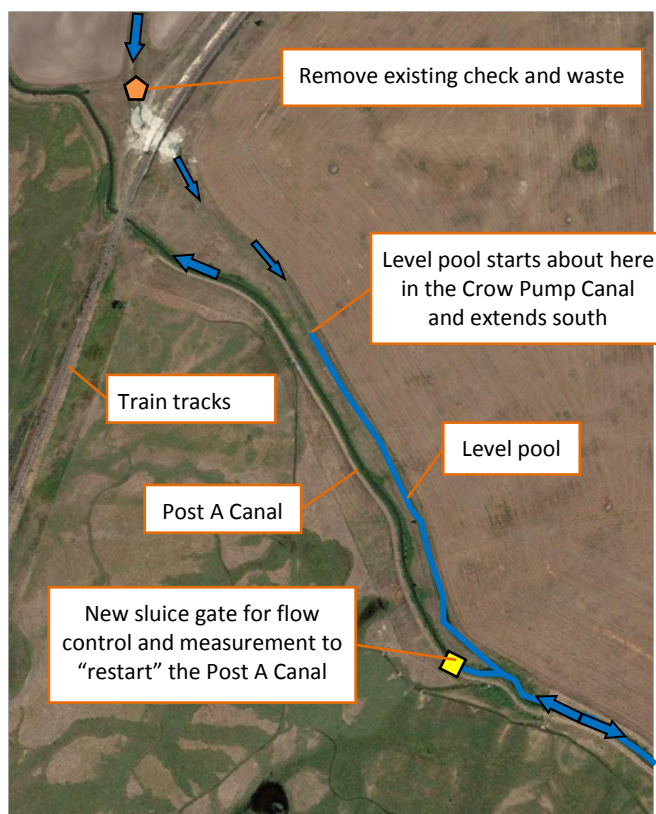 Remove existing check and waste
Level pool starts about here
in the Crow Pump Canal
and extends south
Train tracks
Level pool
Post A Canal
New sluice gate for flow
control and measurement to
“restart” the Post A Canal